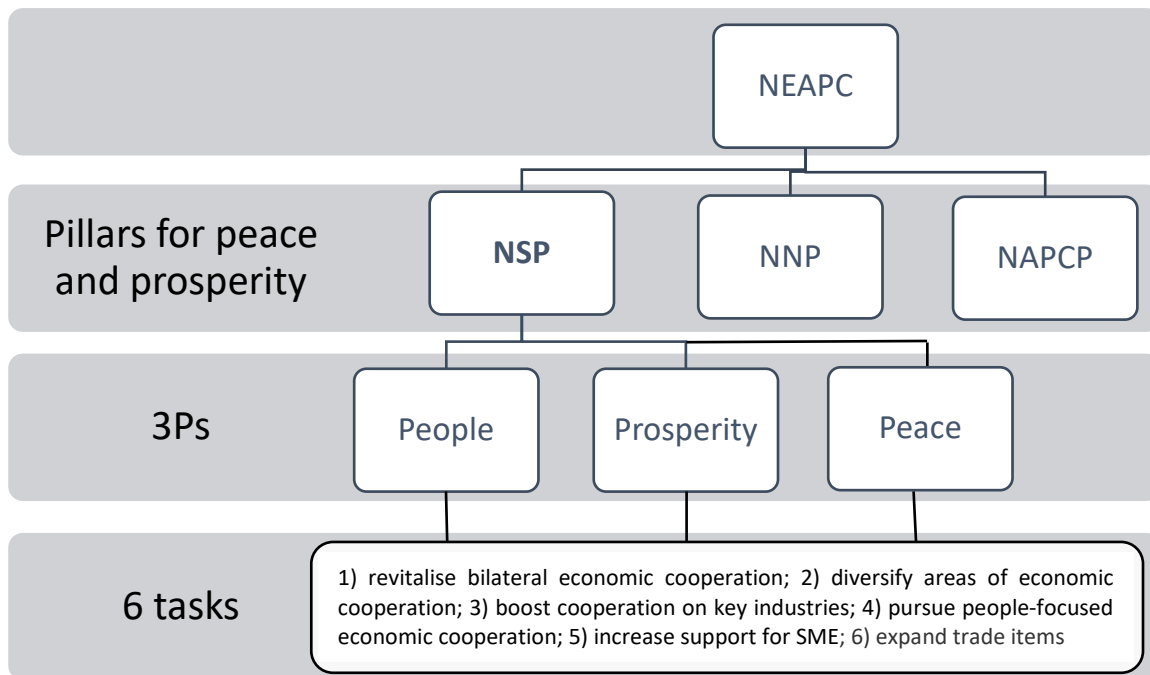 NEAPC
Pillars for peace
and prosperity
NSP
NNP
NAPCP
3Ps
People
Prosperity
Peace
6 tasks
1) revitalise bilateral economic cooperation; 2) diversify areas of economic
cooperation; 3) boost cooperation on key industries; 4) pursue people-focused
economic cooperation; 5) increase support for SME; 6) expand trade items